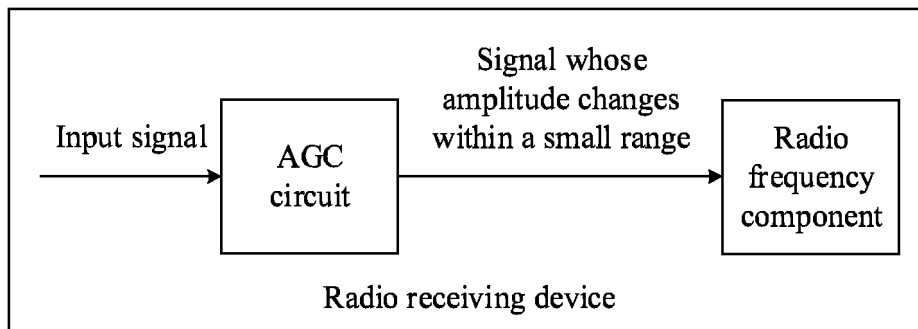 Input signal
AGC
circuit
Signal whose
amplitude changes
within a small range
Radio
frequency
component
Radio receiving device